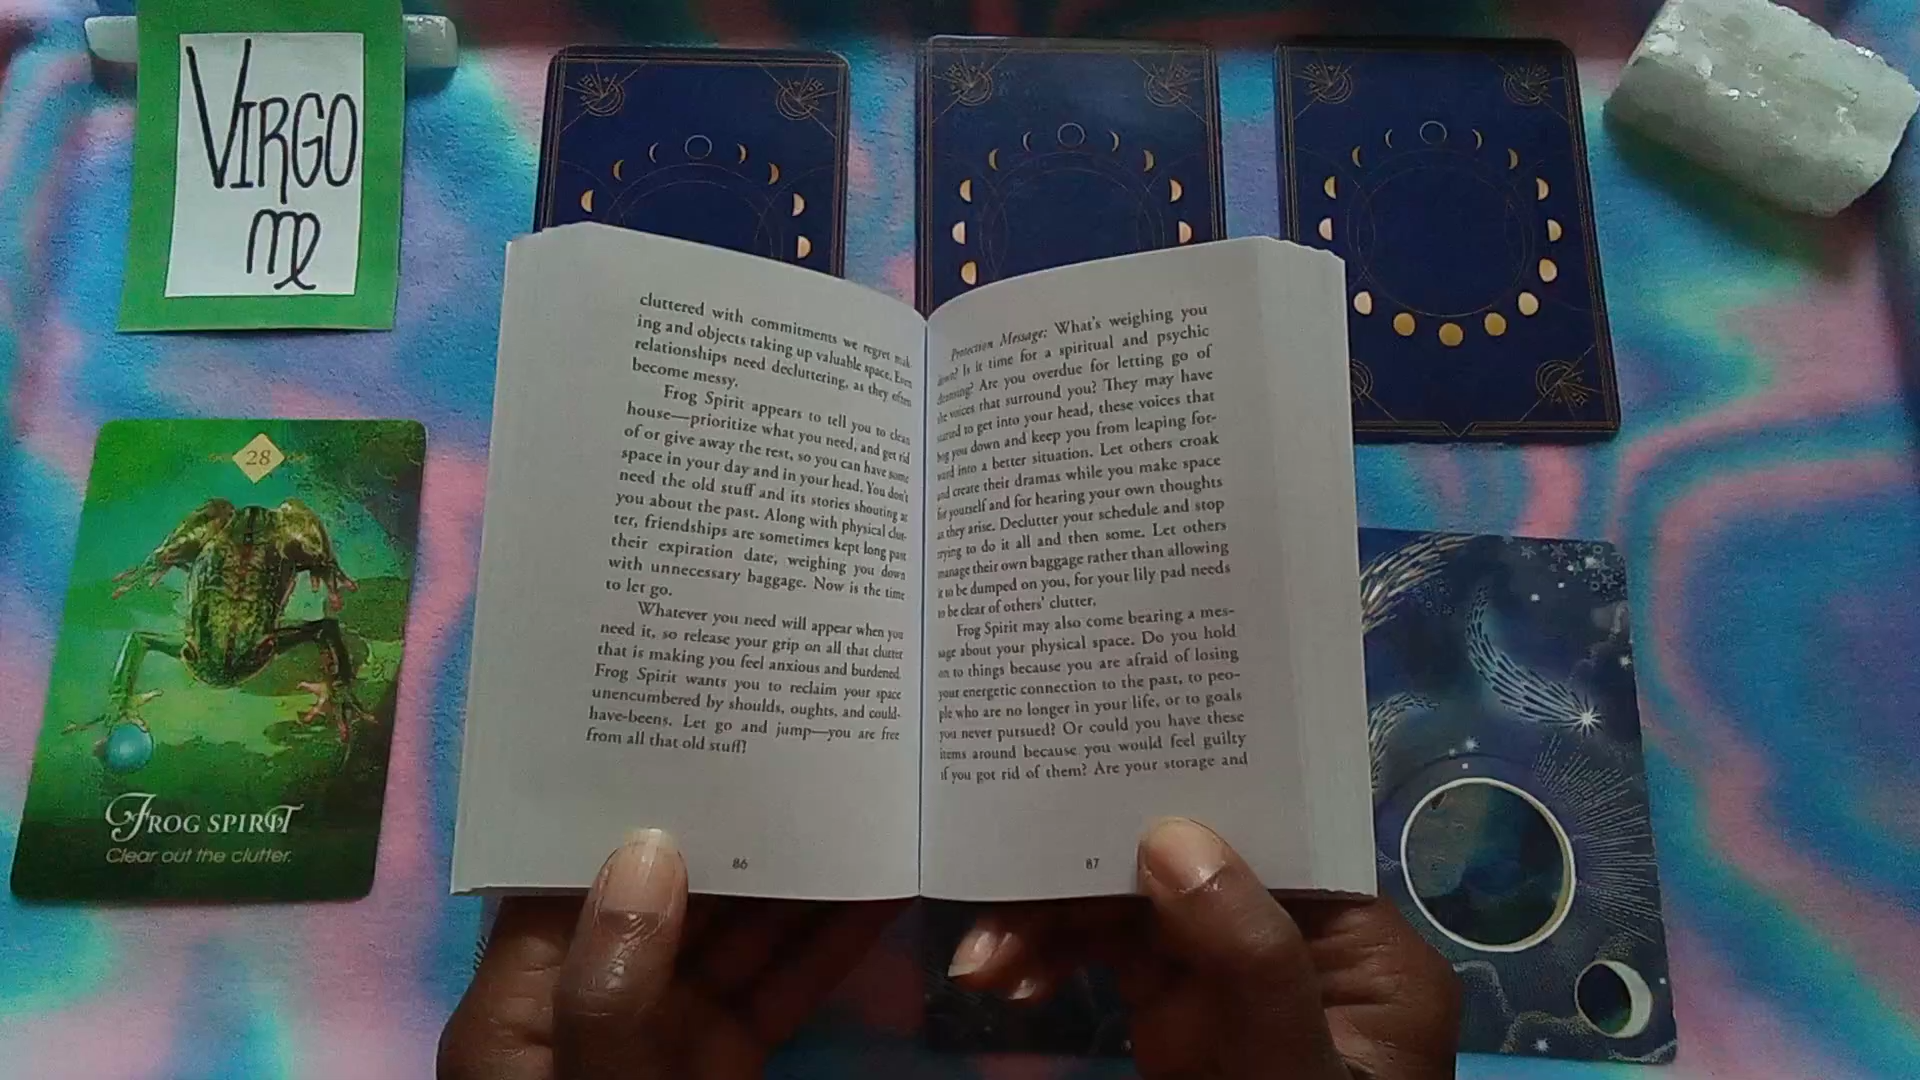 VIRGO
28
FROG SPIRIT
Clear out the clutter.
cluttered with commitments we regret mak-
ing and objects taking up valuable space. Even
relationships need decluttering, as they often
become messy.
Frog Spirit appears to tell you to clean
house—prioritize what you need, and get rid
of or give away the rest, so you can have some
space in your day and in your head. You don't
need the old stuff and its stories shouting at
you about the past. Along with physical clut-
ter, friendships are sometimes kept long past
their expiration date, weighing you down
with unnecessary baggage. Now is the time
to let go.
Whatever you need will appear when you
need it, so release your grip on all that clutter
that is making you feel anxious and burdened.
Frog Spirit wants you to reclaim your space
unencumbered by shoulds, oughts, and could-
have-beens. Let go and jump—you are free
from all that old stuff!
86
Protection Message: What's weighing you
down? Is it time for a spiritual and psychic
cleansing? Are you overdue for letting go of
the voices that surround you? They may have
started to get into your head, these voices that
bog you down and keep you from leaping for-
ward into a better situation. Let others croak
and create their dramas while you make space
for yourself and for hearing your own thoughts
as they arise. Declutter your schedule and stop
trying to do it all and then some. Let others
manage their own baggage rather than allowing
it to be dumped on you, for your lily pad needs
to be clear of others' clutter.
Frog Spirit may also come bearing a mes-
sage about your physical space. Do you hold
on to things because you are afraid of losing
your energetic connection to the past, to peo-
ple who are no longer in your life, or to goals
you never pursued? Or could you have these
items around because you would feel guilty
if you got rid of them? Are your storage and
87